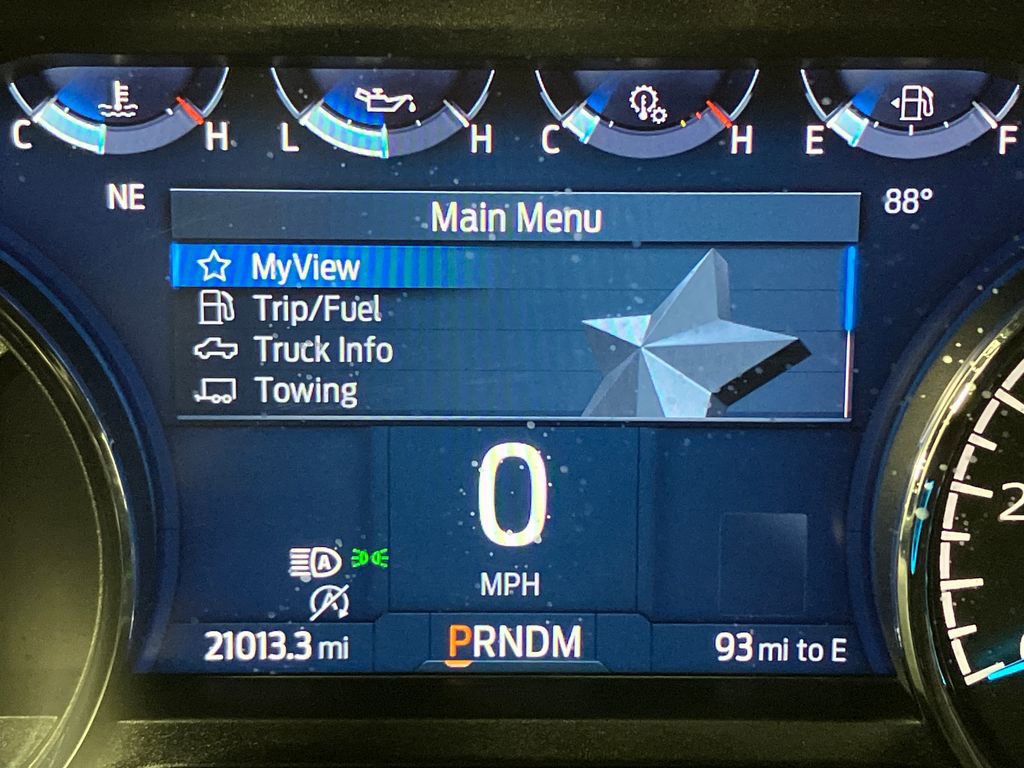 C H L H C H E F
NE
88°
Main Menu
MyView
Trip/Fuel
Truck Info
Towing
0
MPH
A
A
21013.3 mi
PRNDM
93 mi to E
2